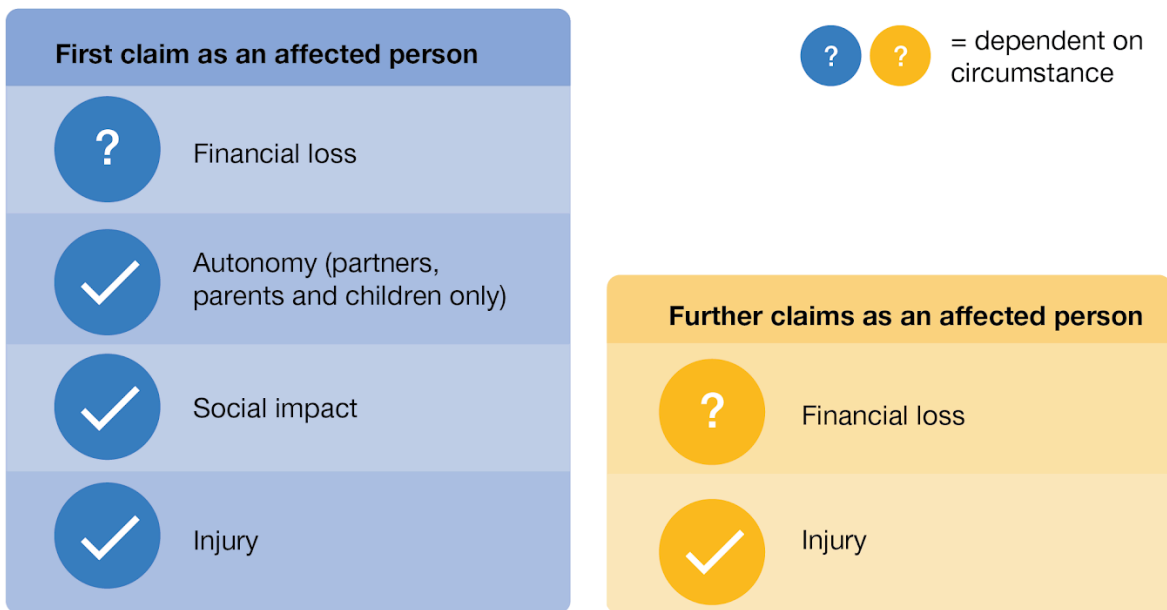 First claim as an affected person
?
Financial loss
Autonomy (partners,
parents and children only)
Social impact
Injury
? ? = dependent on
circumstance
Further claims as an affected person
?
Financial loss
Injury